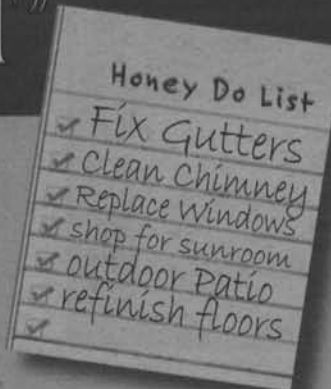 Honey Do List
Fix Gutters
Clean Chimney
Replace Windows
shop for sunroom
outdoor Patio
refinish floors